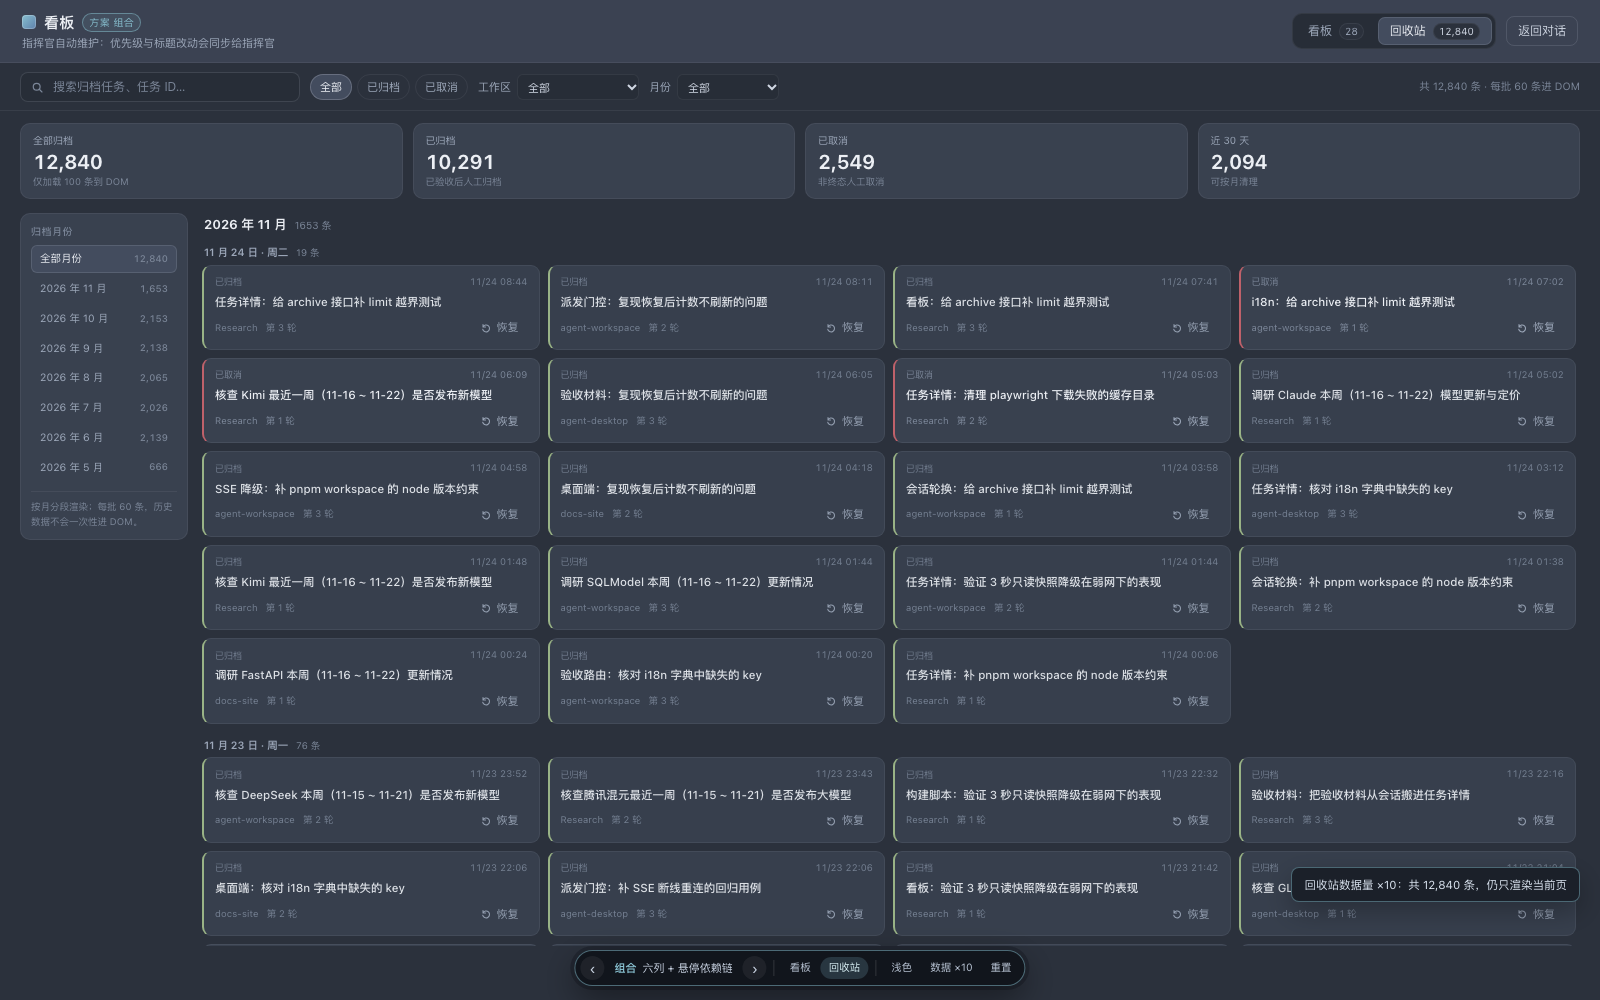 看板 方案 组合
指挥官自动维护：优先级与标题改动会同步给指挥官
看板 28 回收站 12,840 返回对话
搜索归档任务、任务 ID... 全部 已归档 已取消 工作区 全部 月份 全部 共 12,840 条 · 每批 60 条进 DOM
全部归档
12,840
仅加载 100 条到 DOM
已归档
10,291
已验收后人工归档
已取消
2,549
非终态人工取消
近 30 天
2,094
可按月清理
归档月份
全部月份 12,840
2026 年 11 月 1,653
2026 年 10 月 2,153
2026 年 9 月 2,138
2026 年 8 月 2,065
2026 年 7 月 2,026
2026 年 6 月 2,139
2026 年 5 月 666
按月分段渲染：每批 60 条，历史
数据不会一次性进 DOM。
2026 年 11 月 1653 条
11 月 24 日 · 周二 19 条
已归档 11/24 08:44
任务详情：给 archive 接口补 limit 越界测试
Research 第 3 轮 恢复
已归档 11/24 08:11
派发门控：复现恢复后计数不刷新的问题
agent-workspace 第 2 轮 恢复
已归档 11/24 07:41
看板：给 archive 接口补 limit 越界测试
Research 第 3 轮 恢复
已取消 11/24 07:02
i18n：给 archive 接口补 limit 越界测试
agent-workspace 第 1 轮 恢复
已取消 11/24 06:09
核查 Kimi 最近一周（11-16 ~ 11-22）是否发布新模型
Research 第 1 轮 恢复
已归档 11/24 06:05
验收材料：复现恢复后计数不刷新的问题
agent-desktop 第 3 轮 恢复
已取消 11/24 05:03
任务详情：清理 playwright 下载失败的缓存目录
Research 第 2 轮 恢复
已归档 11/24 05:02
调研 Claude 本周（11-16 ~ 11-22）模型更新与定价
Research 第 1 轮 恢复
已归档 11/24 04:58
SSE 降级：补 pnpm workspace 的 node 版本约束
agent-workspace 第 3 轮 恢复
已归档 11/24 04:18
桌面端：复现恢复后计数不刷新的问题
docs-site 第 2 轮 恢复
已归档 11/24 03:58
会话轮换：给 archive 接口补 limit 越界测试
agent-workspace 第 1 轮 恢复
已归档 11/24 03:12
任务详情：核对 i18n 字典中缺失的 key
agent-desktop 第 3 轮 恢复
已归档 11/24 01:48
核查 Kimi 最近一周（11-16 ~ 11-22）是否发布新模型
Research 第 1 轮 恢复
已归档 11/24 01:44
调研 SQLModel 本周（11-16 ~ 11-22）更新情况
agent-workspace 第 3 轮 恢复
已归档 11/24 01:44
任务详情：验证 3 秒只读快照降级在弱网下的表现
agent-workspace 第 2 轮 恢复
已归档 11/24 01:38
会话轮换：补 pnpm workspace 的 node 版本约束
Research 第 2 轮 恢复
已归档 11/24 00:24
调研 FastAPI 本周（11-16 ~ 11-22）更新情况
docs-site 第 1 轮 恢复
已归档 11/24 00:20
验收路由：核对 i18n 字典中缺失的 key
agent-workspace 第 3 轮 恢复
已归档 11/24 00:06
任务详情：补 pnpm workspace 的 node 版本约束
Research 第 1 轮 恢复
11 月 23 日 · 周一 76 条
已归档 11/23 23:52
核查 DeepSeek 本周（11-15 ~ 11-21）是否发布新模型
agent-workspace 第 2 轮 恢复
已归档 11/23 23:43
核查腾讯混元最近一周（11-15 ~ 11-21）是否发布大模型
Research 第 2 轮 恢复
已归档 11/23 22:32
构建脚本：验证 3 秒只读快照降级在弱网下的表现
Research 第 1 轮 恢复
已归档 11/23 22:16
验收材料：把验收材料从会话搬进任务详情
Research 第 3 轮 恢复
已归档 11/23 22:06
桌面端：核对 i18n 字典中缺失的 key
docs-site 第 2 轮 恢复
已归档 11/23 22:06
派发门控：补 SSE 断线重连的回归用例
agent-desktop 第 3 轮 恢复
已归档 11/23 21:42
看板：验证 3 秒只读快照降级在弱网下的表现
Research 第 1 轮 恢复
已归档
核查
agent-desktop 第 1 轮 恢复
回收站数据量 ×10：共 12,840 条，仍只渲染当前页
‹ 组合 六列 + 悬停依赖链 › 看板 回收站 浅色 数据 ×10 重置